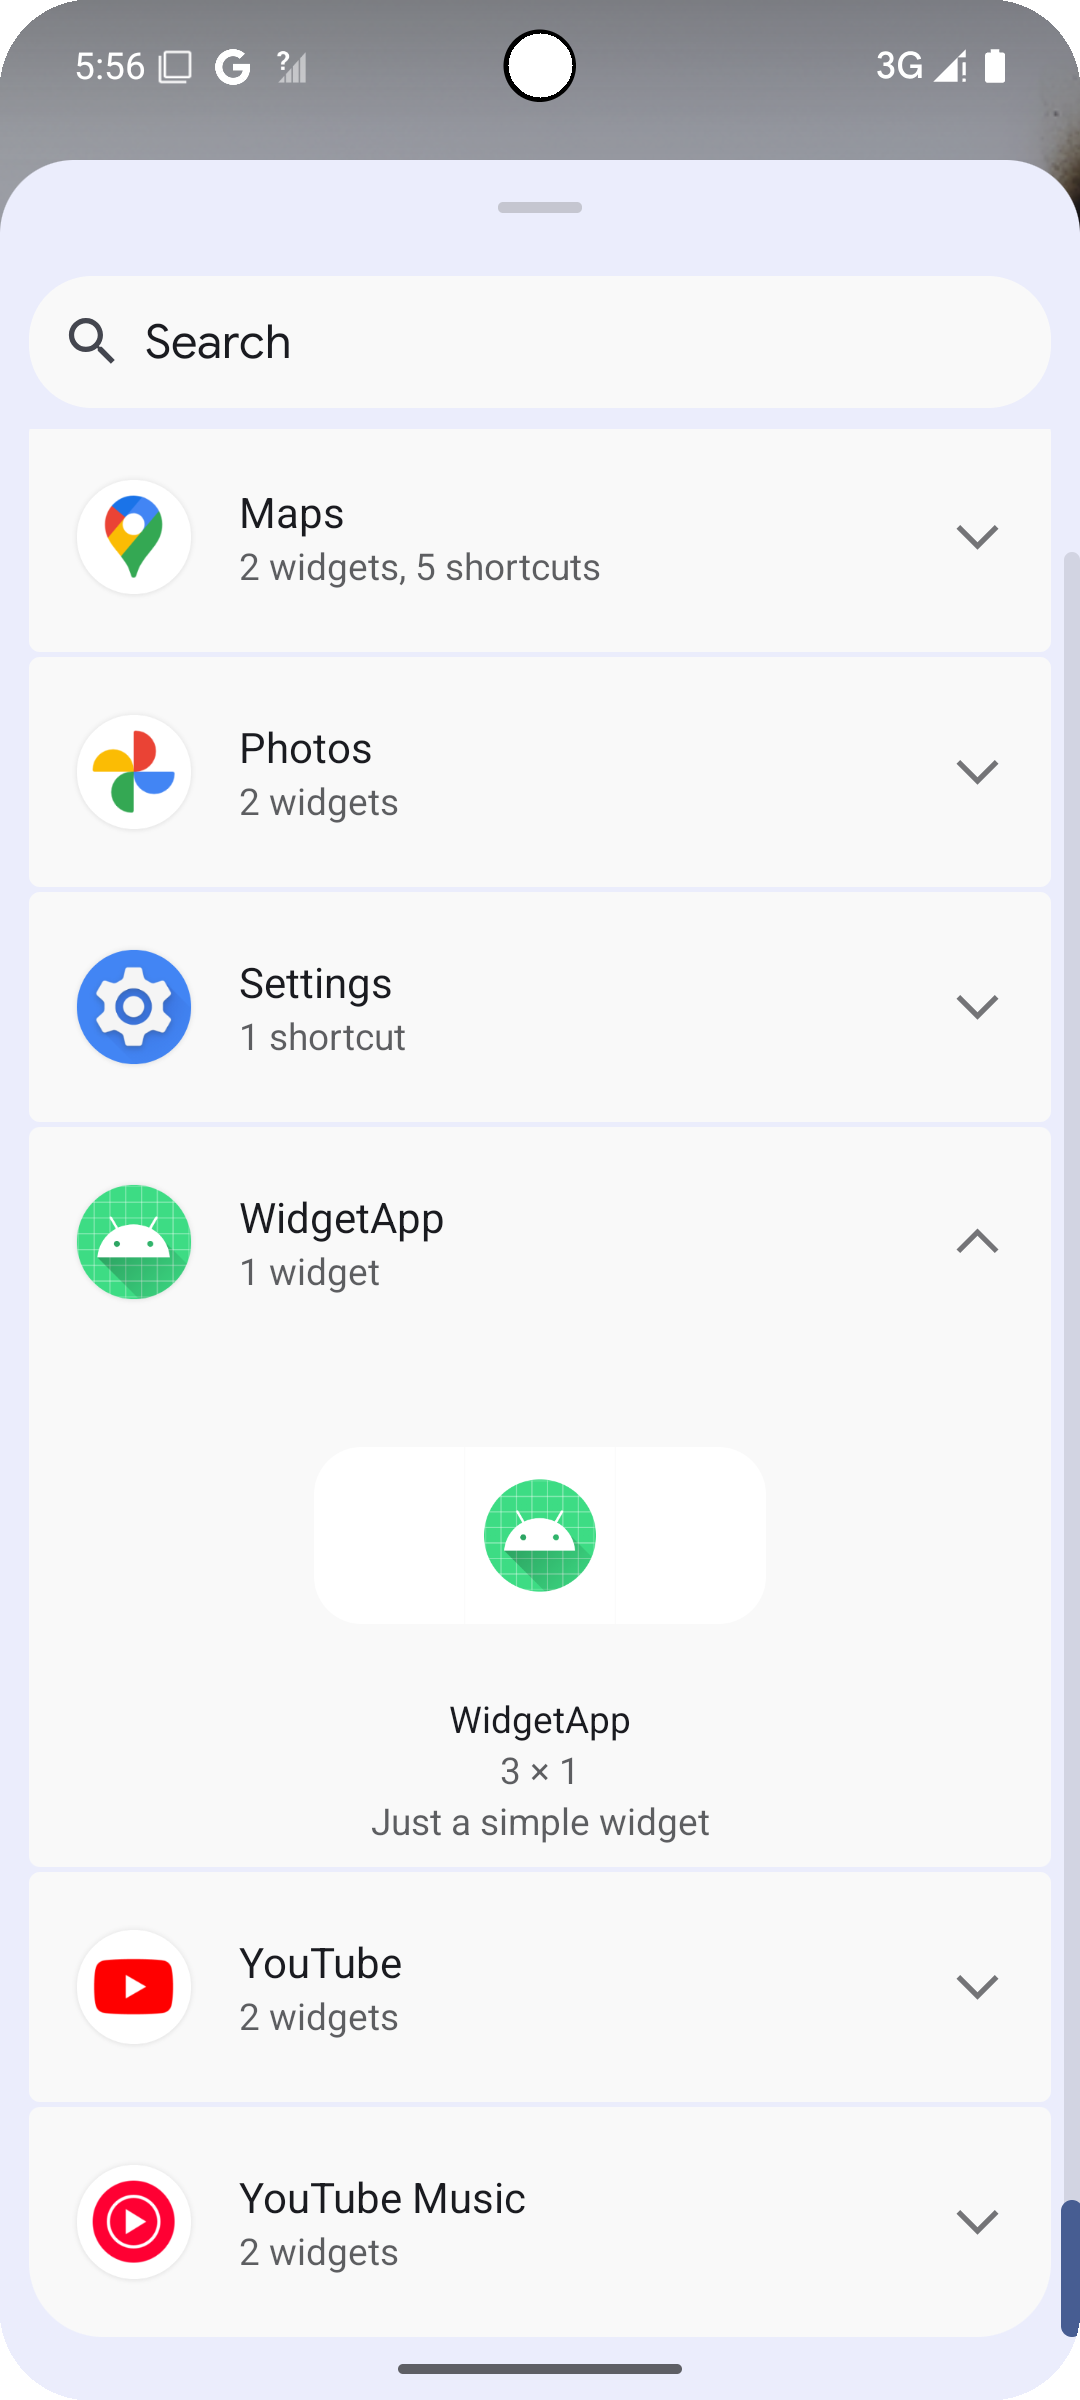 5:56
3G
Search
Maps
2 widgets, 5 shortcuts
Photos
2 widgets
Settings
1 shortcut
WidgetApp
1 widget
WidgetApp
3 × 1
Just a simple widget
YouTube
2 widgets
YouTube Music
2 widgets